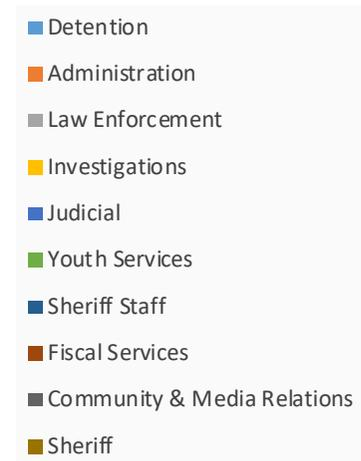 Detention
Administration
Law Enforcement
Investigations
Judicial
Youth Services
Sheriff Staff
Fiscal Services
Community & Media Relations
Sheriff